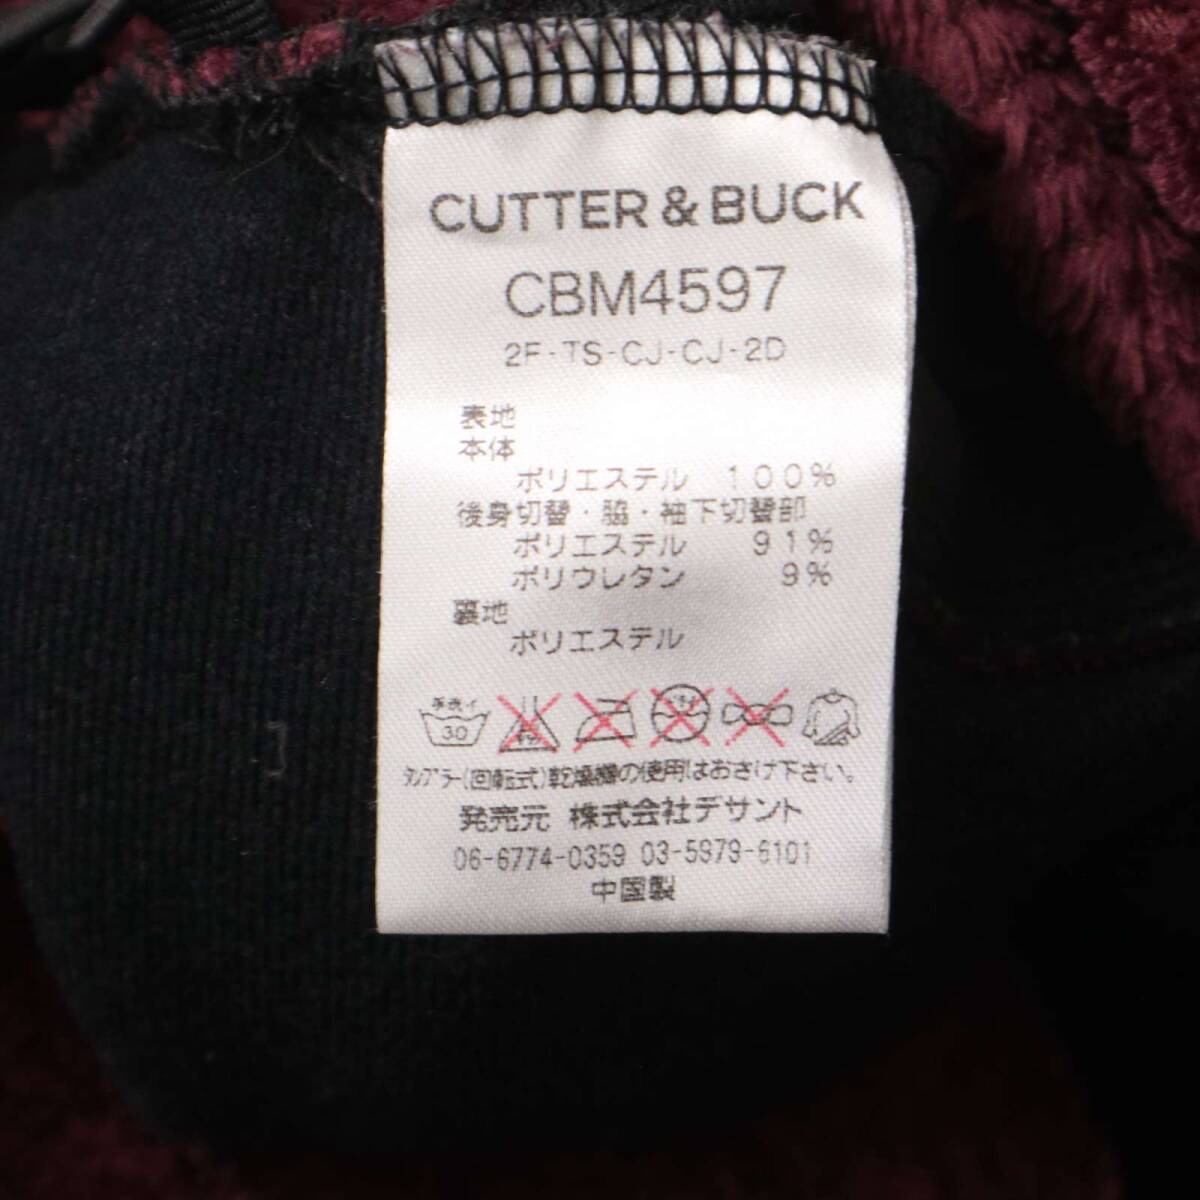 CUTTER & BUCK
CBM4597
2F-TS-CJ-CJ-2D
表地
本体
ポリエステル 100%
後身切替・脇・袖下切替部
ポリエステル 91%
ポリウレタン 9%
裏地
ポリエステル
手洗イ
30
タンブラー(回転式)乾燥機の使用はおさけ下さい。
発売元 株式会社デサント
06-6774-0359 03-5979-6101
中国製